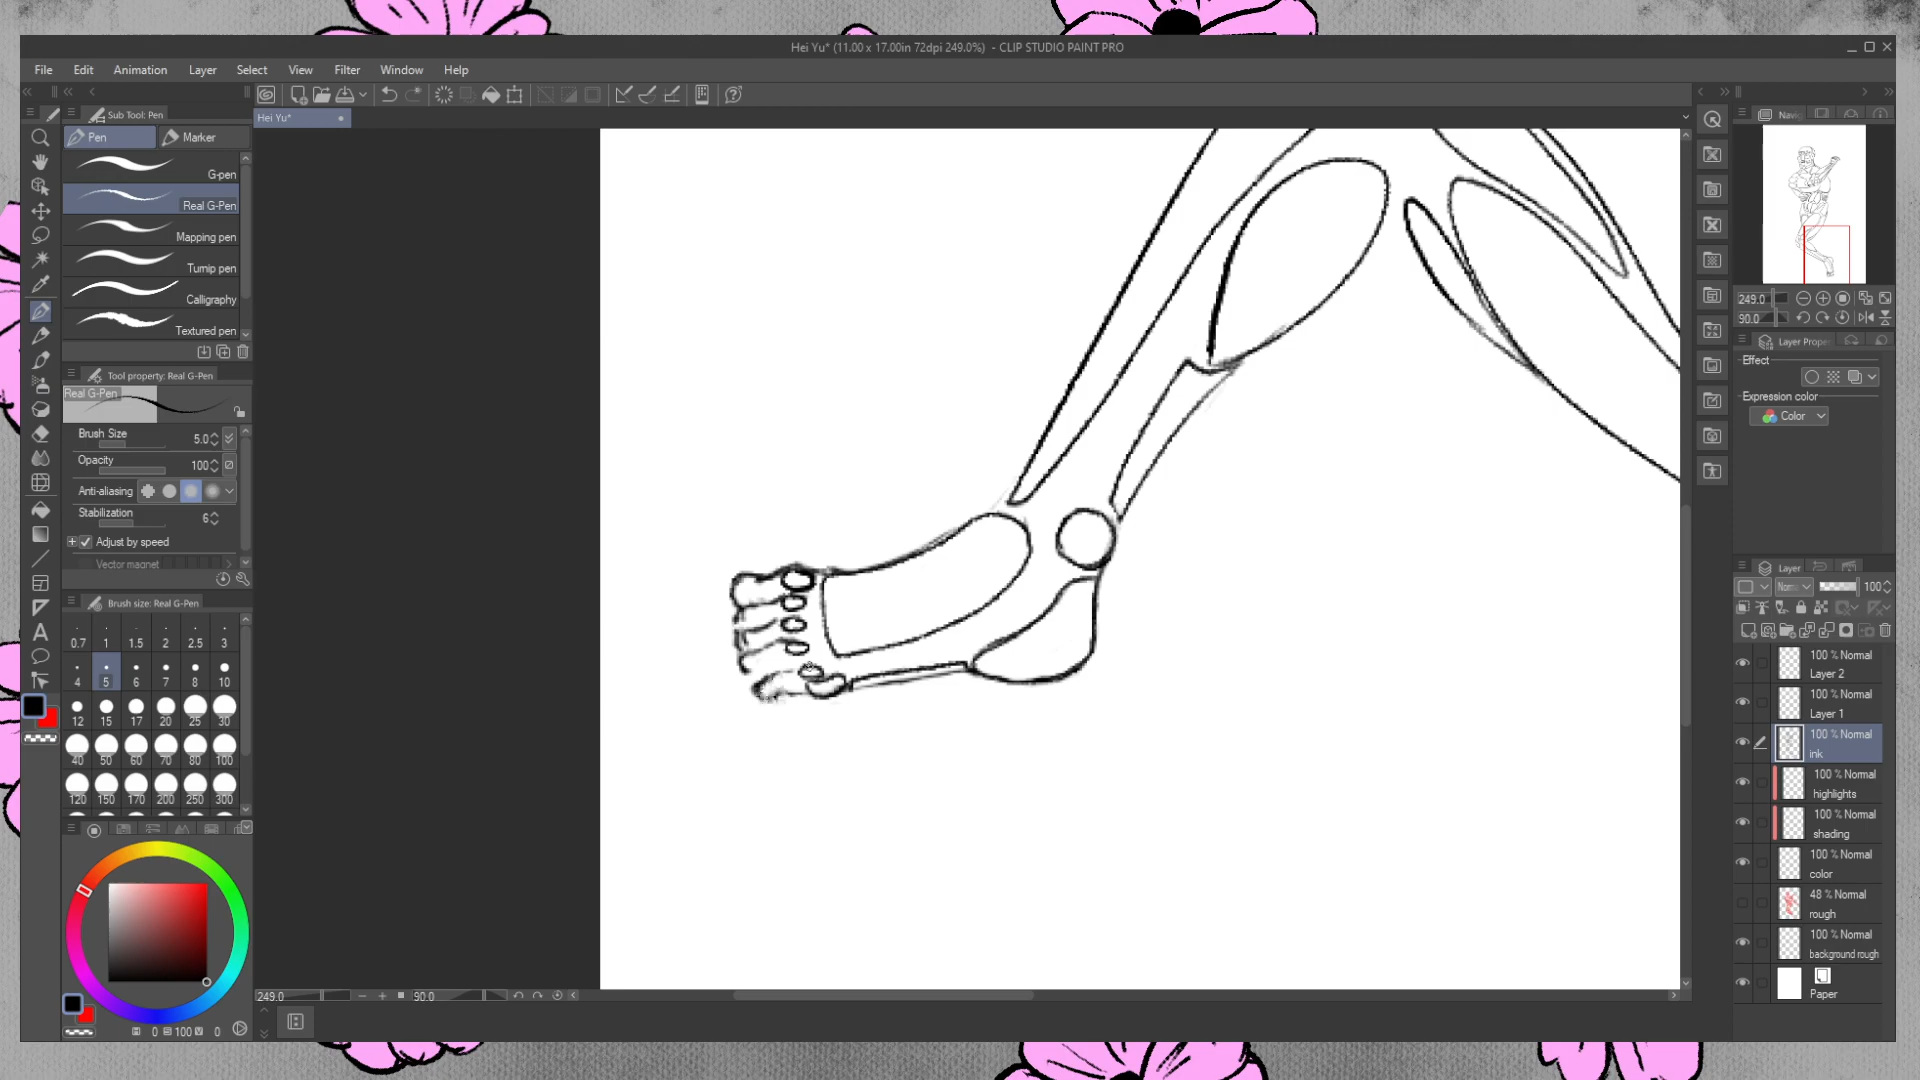 Hei Yu* (11.00 x 17.00in 72dpi 249.0%) - CLIP STUDIO PAINT PRO
File Edit Animation Layer Select View Filter Window Help
Sub Tool: Pen
Hei Yu*
Pen Marker
G-pen
Real G-Pen
Mapping pen
Turnip pen
Calligraphy
Textured pen
Tool property: Real G-Pen
Real G-Pen
Brush Size 5.0
Opacity 100
Anti-aliasing
Stabilization 6
Adjust by speed
Vector magnet
Brush size: Real G-Pen
0.7 1 1.5 2 2.5 3
4 5 6 7 8 10
12 15 17 20 25 30
40 50 60 70 80 100
120 150 170 200 250 300
0 100 0
249.0 90.0
Navi
249.0
90.0
Layer Prope
Effect
Expression color
Color
Layer
Norm 100
100 % Normal
Layer 2
100 % Normal
Layer 1
100 % Normal
ink
100 % Normal
highlights
100 % Normal
shading
100 % Normal
color
48 % Normal
rough
100 % Normal
background rough
Paper